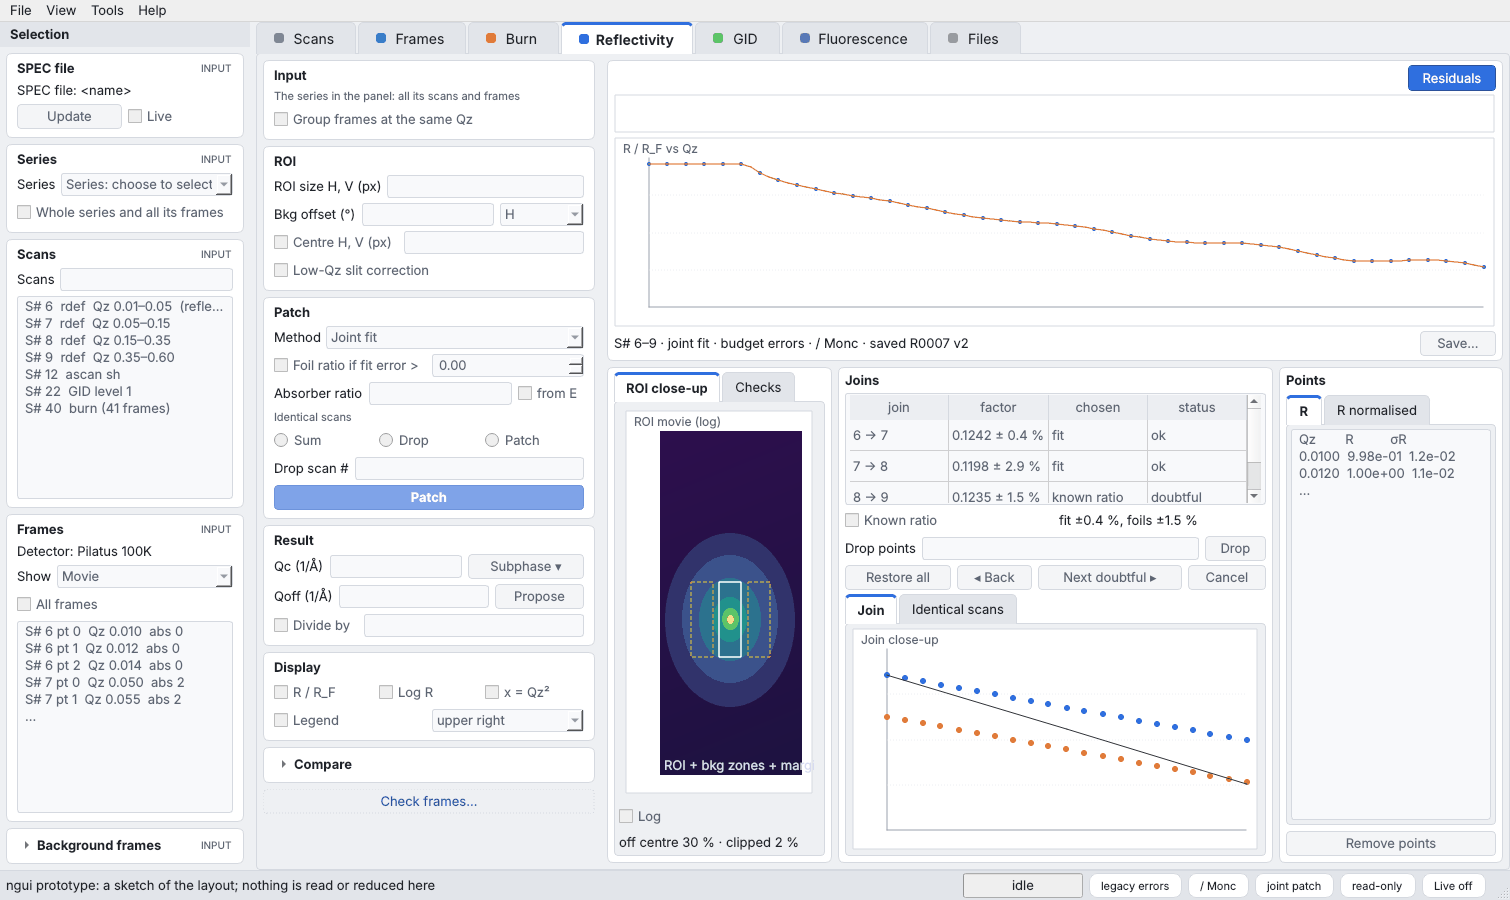 File View Tools Help
Selection
Scans Frames Burn Reflectivity GID Fluorescence Files
SPEC file INPUT
SPEC file: <name>
Update Live
Series INPUT
Series Series: choose to select
Whole series and all its frames
Scans INPUT
Scans
S# 6 rdef Qz 0.01–0.05 (refle...
S# 7 rdef Qz 0.05–0.15
S# 8 rdef Qz 0.15–0.35
S# 9 rdef Qz 0.35–0.60
S# 12 ascan sh
S# 22 GID level 1
S# 40 burn (41 frames)
Frames INPUT
Detector: Pilatus 100K
Show Movie
All frames
S# 6 pt 0 Qz 0.010 abs 0
S# 6 pt 1 Qz 0.012 abs 0
S# 6 pt 2 Qz 0.014 abs 0
S# 7 pt 0 Qz 0.050 abs 2
S# 7 pt 1 Qz 0.055 abs 2
...
Background frames INPUT
Input
The series in the panel: all its scans and frames
Group frames at the same Qz
ROI
ROI size H, V (px)
Bkg offset (°) H
Centre H, V (px)
Low-Qz slit correction
Patch
Method Joint fit
Foil ratio if fit error > 0.00
Absorber ratio from E
Identical scans
Sum Drop Patch
Drop scan #
Patch
Result
Qc (1/Å) Subphase ▾
Qoff (1/Å) Propose
Divide by
Display
R / R_F Log R x = Qz²
Legend upper right
Compare
Check frames...
Residuals
R / R_F vs Qz
S# 6–9 · joint fit · budget errors · / Monc · saved R0007 v2
Save...
ROI close-up Checks
ROI movie (log)
ROI + bkg zones + margi
Log
off centre 30 % · clipped 2 %
Joins
join factor chosen status
6 → 7 0.1242 ± 0.4 % fit ok
7 → 8 0.1198 ± 2.9 % fit ok
8 → 9 0.1235 ± 1.5 % known ratio doubtful
Known ratio fit ±0.4 %, foils ±1.5 %
Drop points Drop
Restore all ◂ Back Next doubtful ▸ Cancel
Join Identical scans
Join close-up
Points
R R normalised
Qz R σR
0.0100 9.98e-01 1.2e-02
0.0120 1.00e+00 1.1e-02
...
Remove points
ngui prototype: a sketch of the layout; nothing is read or reduced here
idle legacy errors / Monc joint patch read-only Live off